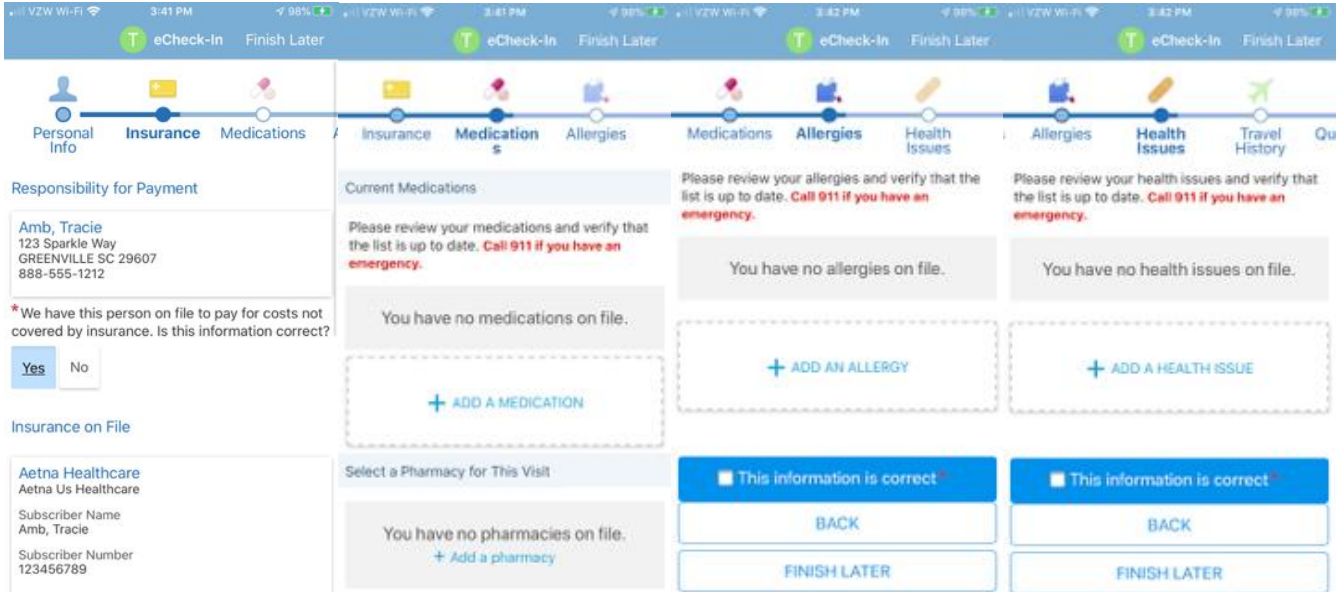 VZW Wi-Fi 3:41 PM 98%
T eCheck-In Finish Later
Personal Info
Insurance
Medications
Responsibility for Payment
Amb, Tracie
123 Sparkle Way
GREENVILLE SC 29607
888-555-1212
*We have this person on file to pay for costs not
covered by insurance. Is this information correct?
Yes No
Insurance on File
Aetna Healthcare
Aetna Us Healthcare
Subscriber Name
Amb, Tracie
Subscriber Number
123456789
VZW Wi-Fi 3:41 PM 98%
T eCheck-In Finish Later
Insurance
Medication
s
Allergies
Current Medications
Please review your medications and verify that
the list is up to date. Call 911 if you have an
emergency.
You have no medications on file.
+ ADD A MEDICATION
Select a Pharmacy for This Visit
You have no pharmacies on file.
+ Add a pharmacy
VZW Wi-Fi 3:42 PM 98%
T eCheck-In Finish Later
Medications
Allergies
Health
Issues
Please review your allergies and verify that the
list is up to date. Call 911 if you have an
emergency.
You have no allergies on file.
+ ADD AN ALLERGY
This information is correct*
BACK
FINISH LATER
VZW Wi-Fi 3:42 PM 98%
T eCheck-In Finish Later
Allergies
Health
Issues
Travel
History
Qu
Please review your health issues and verify that
the list is up to date. Call 911 if you have an
emergency.
You have no health issues on file.
+ ADD A HEALTH ISSUE
This information is correct*
BACK
FINISH LATER